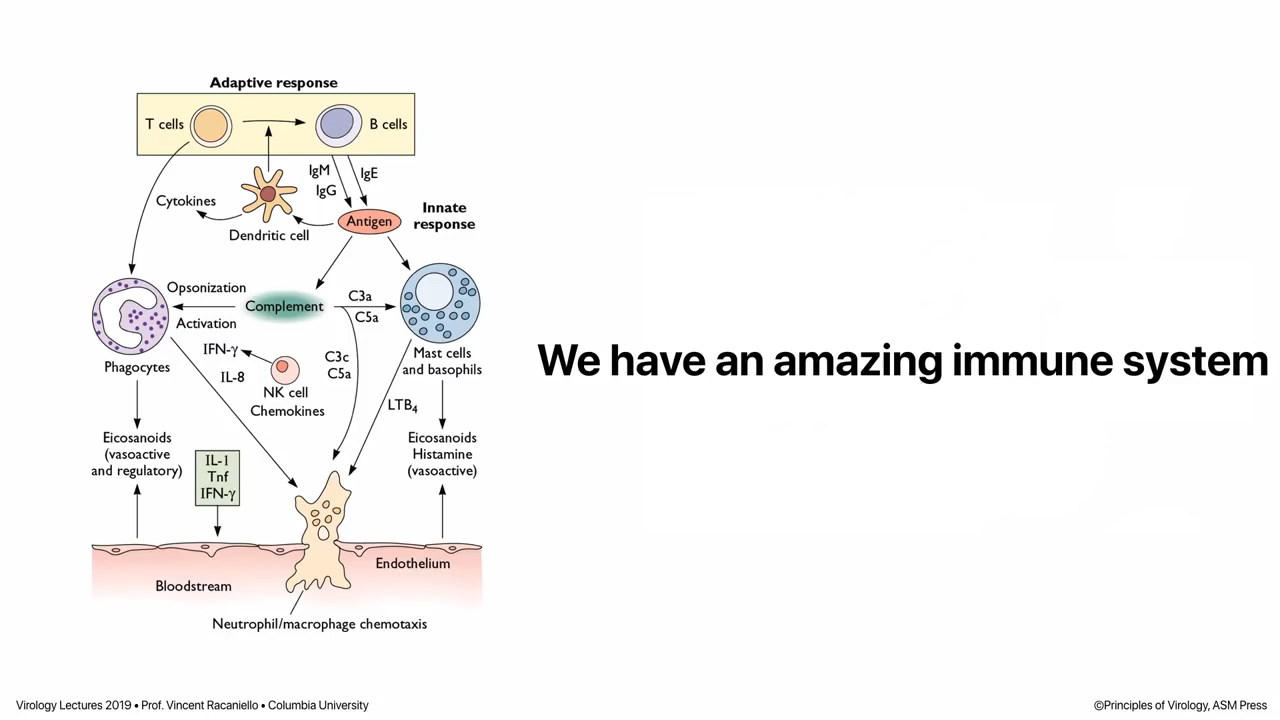 Adaptive response
T cells
B cells
IgM
IgE
IgG
Cytokines
Antigen
Innate
response
Dendritic cell
Opsonization
Complement
C3a
C5a
Activation
IFN-γ
IL-8
C3c
C5a
Mast cells
and basophils
Phagocytes
NK cell
Chemokines
LTB4
Eicosanoids
(vasoactive
and regulatory)
IL-1
Tnf
IFN-γ
Eicosanoids
Histamine
(vasoactive)
Endothelium
Bloodstream
Neutrophil/macrophage chemotaxis
We have an amazing immune system
Virology Lectures 2019 • Prof. Vincent Racaniello • Columbia University
©Principles of Virology, ASM Press